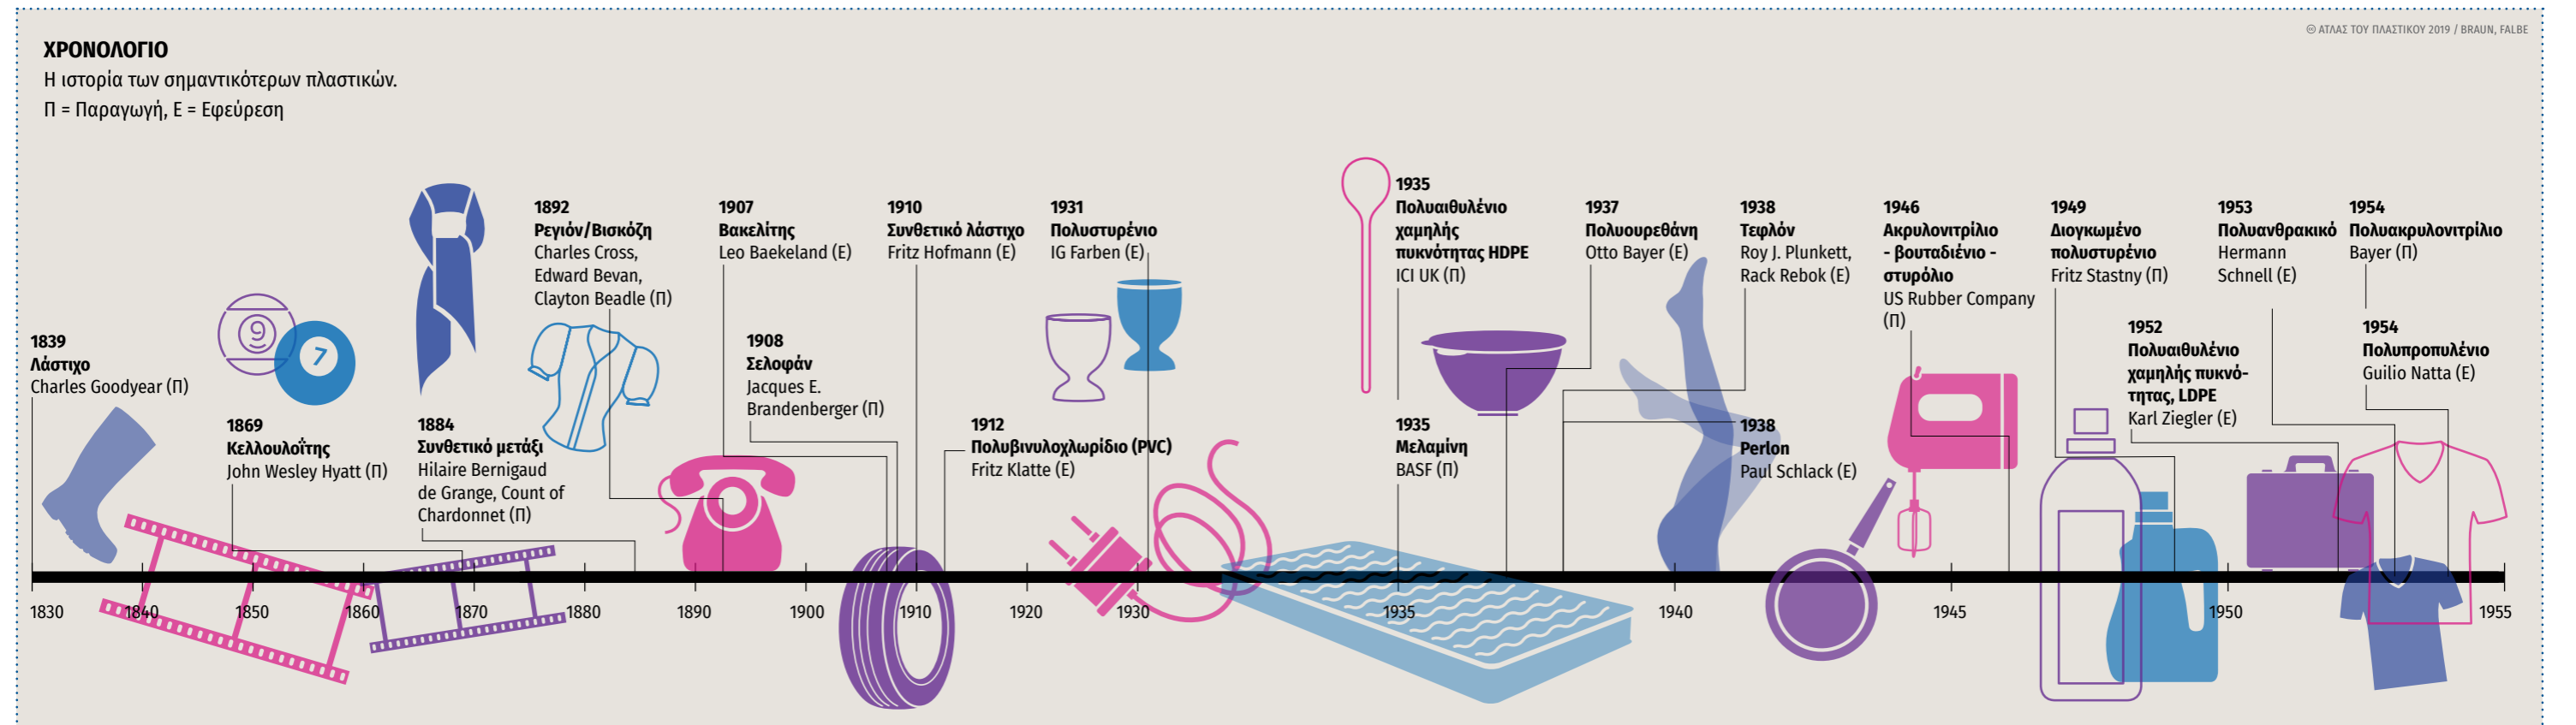 ΧΡΟΝΟΛΟΓΙΟ
Η ιστορία των σημαντικότερων πλαστικών.
Π = Παραγωγή, Ε = Εφεύρεση
© ΑΤΛΑΣ ΤΟΥ ΠΛΑΣΤΙΚΟΥ 2019 / BRAUN, FALBE
1839
Λάστιχο
Charles Goodyear (Π)
9
7
1869
Κελλουλοΐτης
John Wesley Hyatt (Π)
1884
Συνθετικό μετάξι
Hilaire Bernigaud
de Grange, Count of
Chardonnet (Π)
1892
Ρεγιόν/Βισκόζη
Charles Cross,
Edward Bevan,
Clayton Beadle (Π)
1907
Βακελίτης
Leo Baekeland (Ε)
1908
Σελοφάν
Jacques E.
Brandenberger (Π)
1910
Συνθετικό λάστιχο
Fritz Hofmann (Ε)
1912
Πολυβινυλοχλωρίδιο (PVC)
Fritz Klatte (Ε)
1931
Πολυστυρένιο
IG Farben (Ε)
1935
Πολυαιθυλένιο
χαμηλής
πυκνότητας HDPE
ICI UK (Π)
1935
Μελαμίνη
BASF (Π)
1937
Πολυουρεθάνη
Otto Bayer (Ε)
1938
Τεφλόν
Roy J. Plunkett,
Rack Rebok (Ε)
1938
Perlon
Paul Schlack (Ε)
1946
Ακρυλονιτρίλιο
- βουταδιένιο -
στυρόλιο
US Rubber Company
(Π)
1949
Διογκωμένο
πολυστυρένιο
Fritz Stastny (Π)
1952
Πολυαιθυλένιο
χαμηλής πυκνό-
τητας, LDPE
Karl Ziegler (Ε)
1953
Πολυανθρακικό
Hermann
Schnell (Ε)
1954
Πολυακρυλονιτρίλιο
Bayer (Π)
1954
Πολυπροπυλένιο
Guilio Natta (Ε)
1830 1840 1850 1860 1870 1880 1890 1900 1910 1920 1930 1935 1940 1945 1950 1955